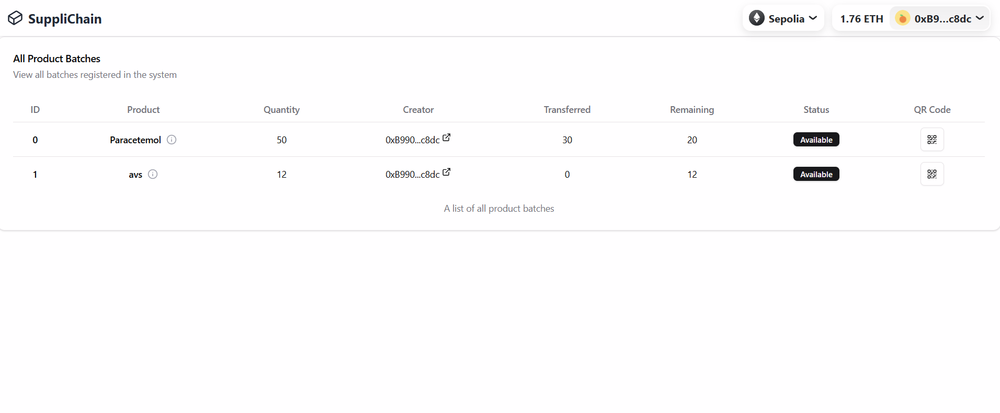 SuppliChain
Sepolia
1.76 ETH
0xB9...c8dc
All Product Batches
View all batches registered in the system
ID Product Quantity Creator Transferred Remaining Status QR Code
0 Paracetemol 50 0xB990...c8dc 30 20 Available
1 avs 12 0xB990...c8dc 0 12 Available
A list of all product batches